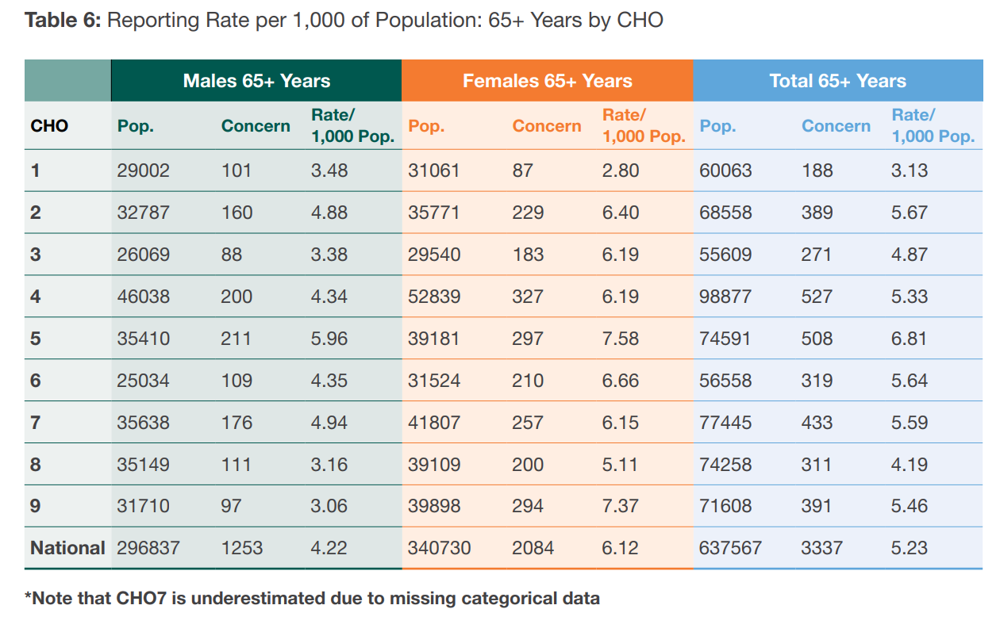 Table 6: Reporting Rate per 1,000 of Population: 65+ Years by CHO
Males 65+ Years Females 65+ Years Total 65+ Years
CHO Pop. Concern Rate/ 1,000 Pop. Pop. Concern Rate/ 1,000 Pop. Pop. Concern Rate/ 1,000 Pop.
1 29002 101 3.48 31061 87 2.80 60063 188 3.13
2 32787 160 4.88 35771 229 6.40 68558 389 5.67
3 26069 88 3.38 29540 183 6.19 55609 271 4.87
4 46038 200 4.34 52839 327 6.19 98877 527 5.33
5 35410 211 5.96 39181 297 7.58 74591 508 6.81
6 25034 109 4.35 31524 210 6.66 56558 319 5.64
7 35638 176 4.94 41807 257 6.15 77445 433 5.59
8 35149 111 3.16 39109 200 5.11 74258 311 4.19
9 31710 97 3.06 39898 294 7.37 71608 391 5.46
National 296837 1253 4.22 340730 2084 6.12 637567 3337 5.23
*Note that CHO7 is underestimated due to missing categorical data